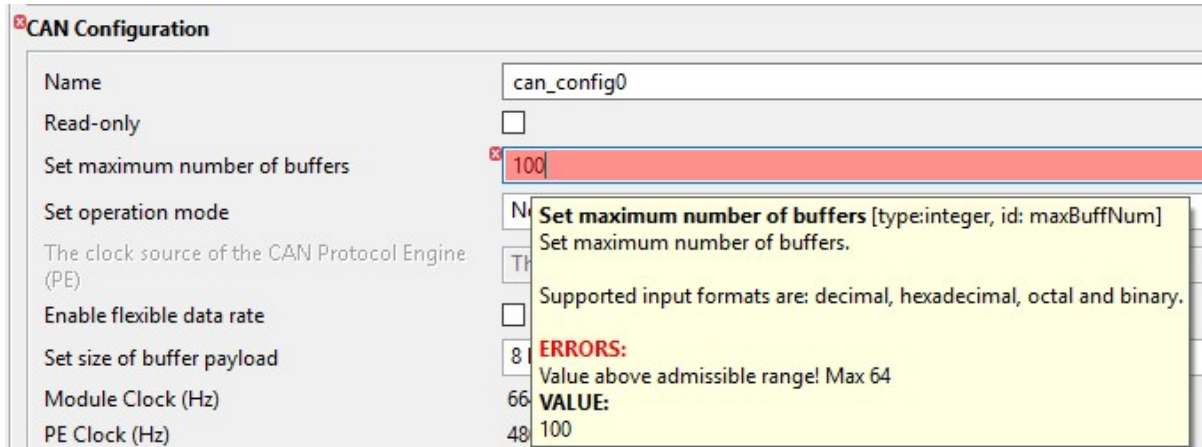 CAN Configuration
Name
can_config0
Read-only
Set maximum number of buffers
100
Set operation mode
The clock source of the CAN Protocol Engine
(PE)
Enable flexible data rate
Set size of buffer payload
8
Module Clock (Hz)
PE Clock (Hz)
Set maximum number of buffers [type:integer, id: maxBuffNum]
Set maximum number of buffers.
Supported input formats are: decimal, hexadecimal, octal and binary.
ERRORS:
Value above admissible range! Max 64
VALUE:
100